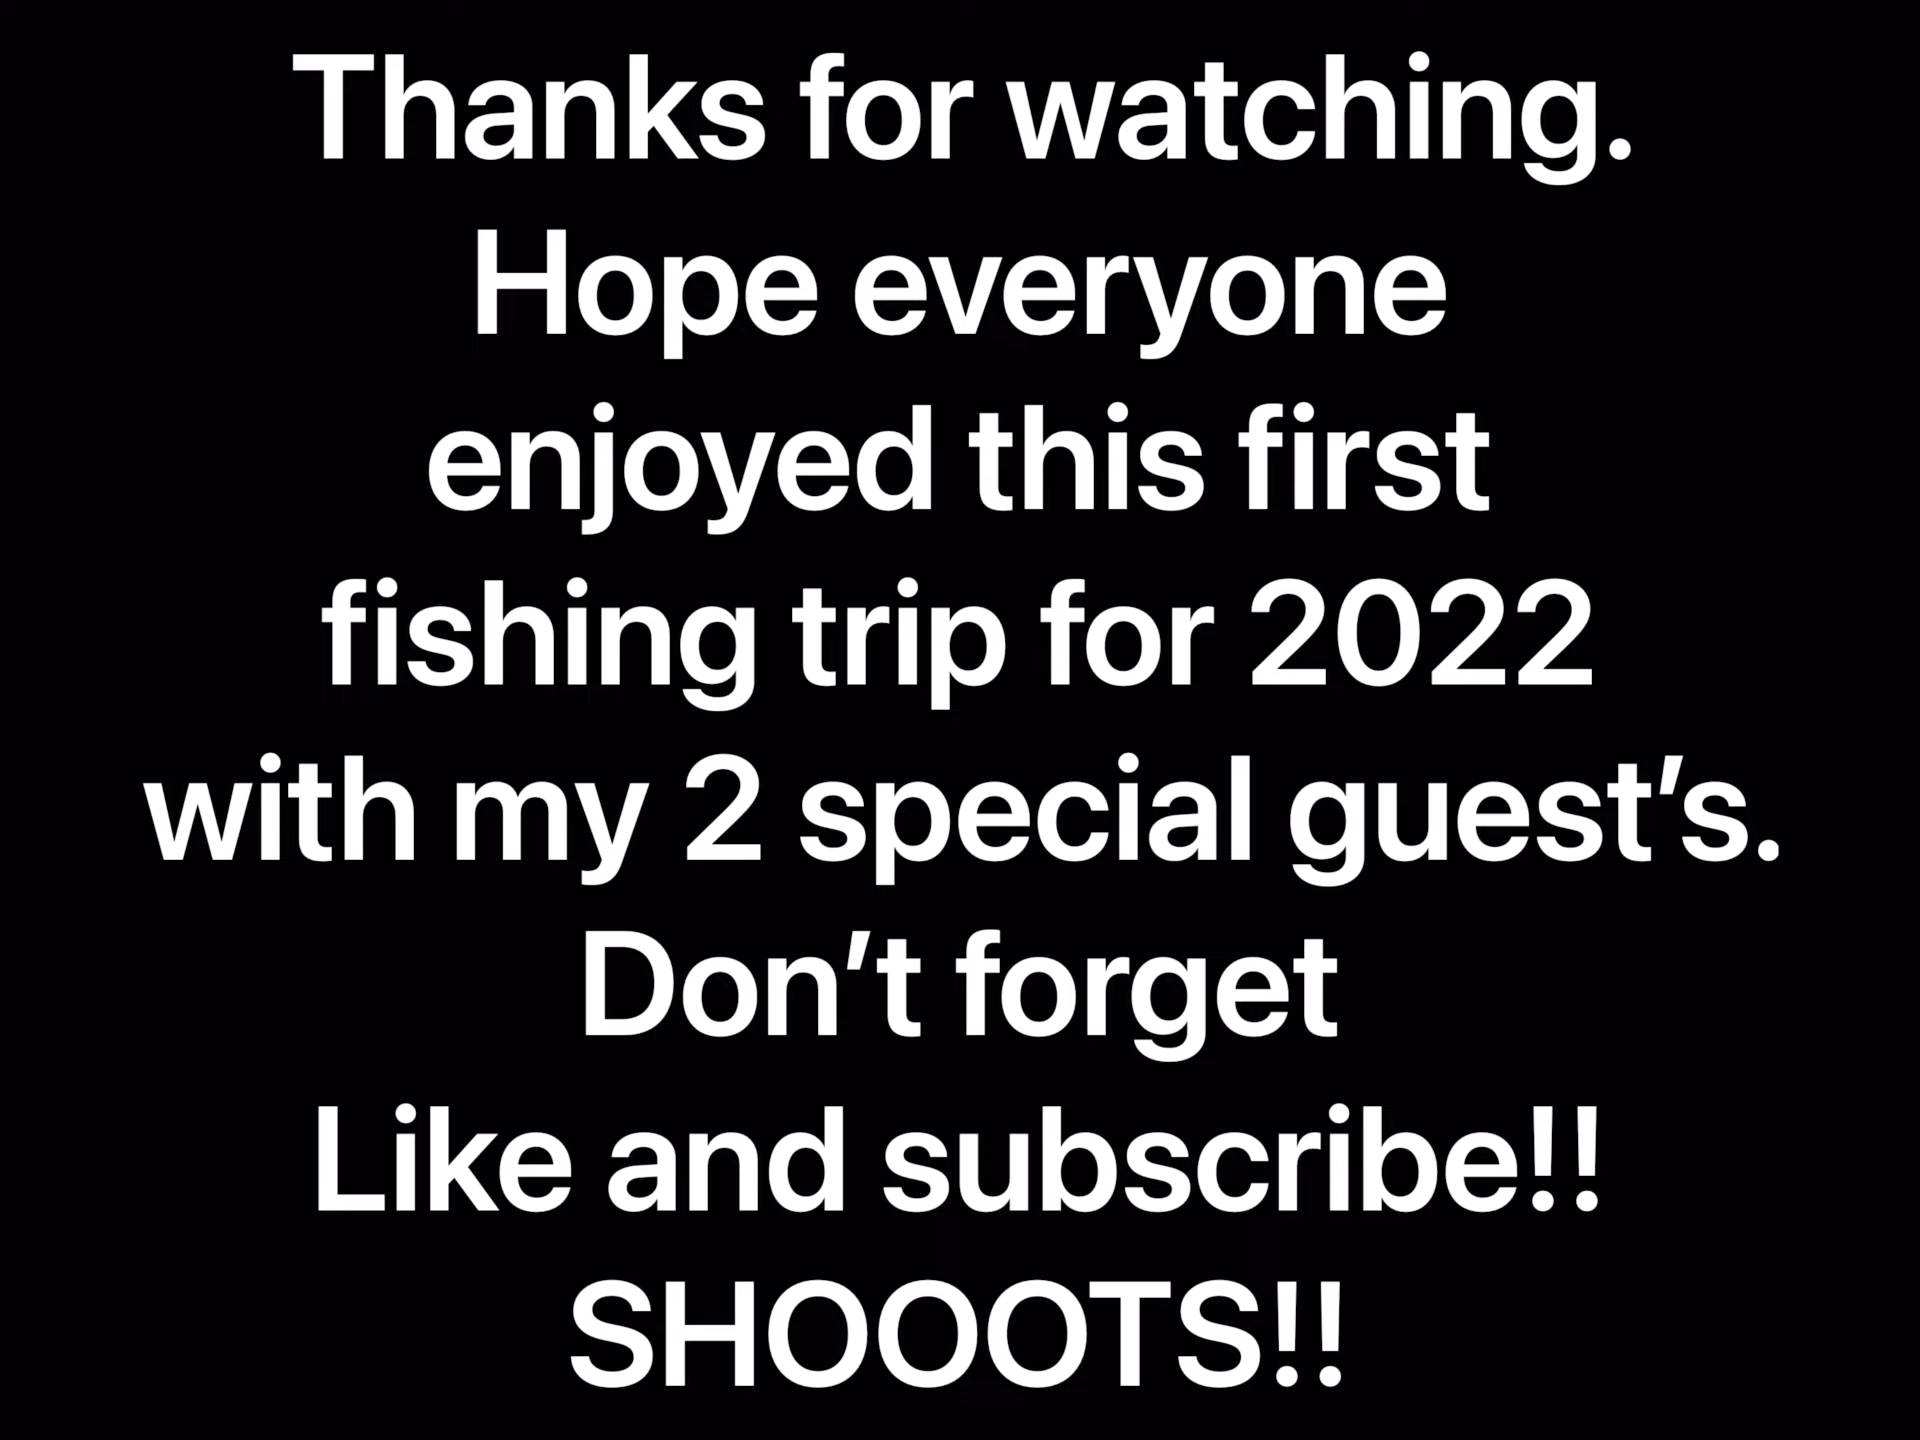 Thanks for watching.
Hope everyone
enjoyed this first
fishing trip for 2022
with my 2 special guest’s.
Don’t forget
Like and subscribe!!
SHOOOTS!!